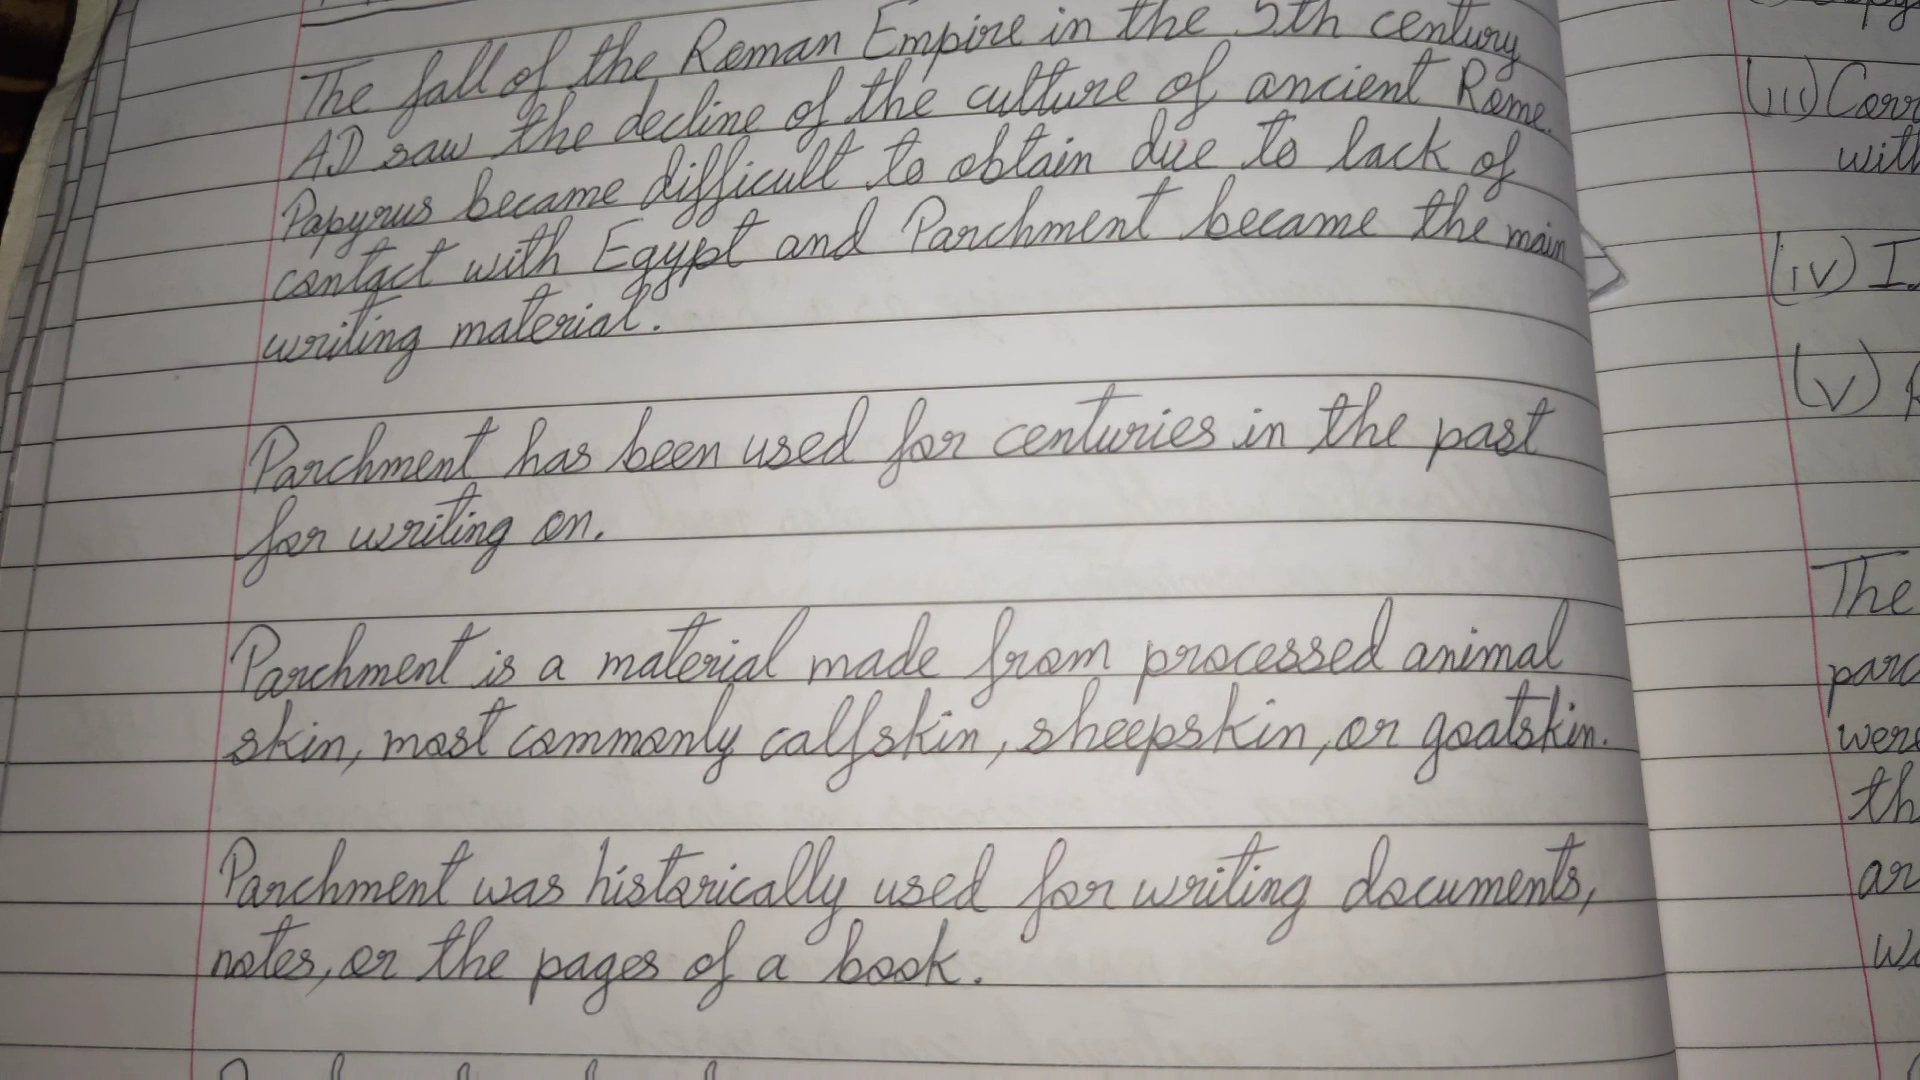 The fall of the Roman Empire in the 5th century
AD saw the decline of the culture of ancient Rome.
Papyrus became difficult to obtain due to lack of
contact with Egypt and Parchment became the main
writing material.
Parchment has been used for centuries in the past
for writing on.
Parchment is a material made from processed animal
skin, most commonly calfskin, sheepskin, or goatskin.
Parchment was historically used for writing documents,
notes, or the pages of a book.
(iii)
(iv) I
(v)
The
were